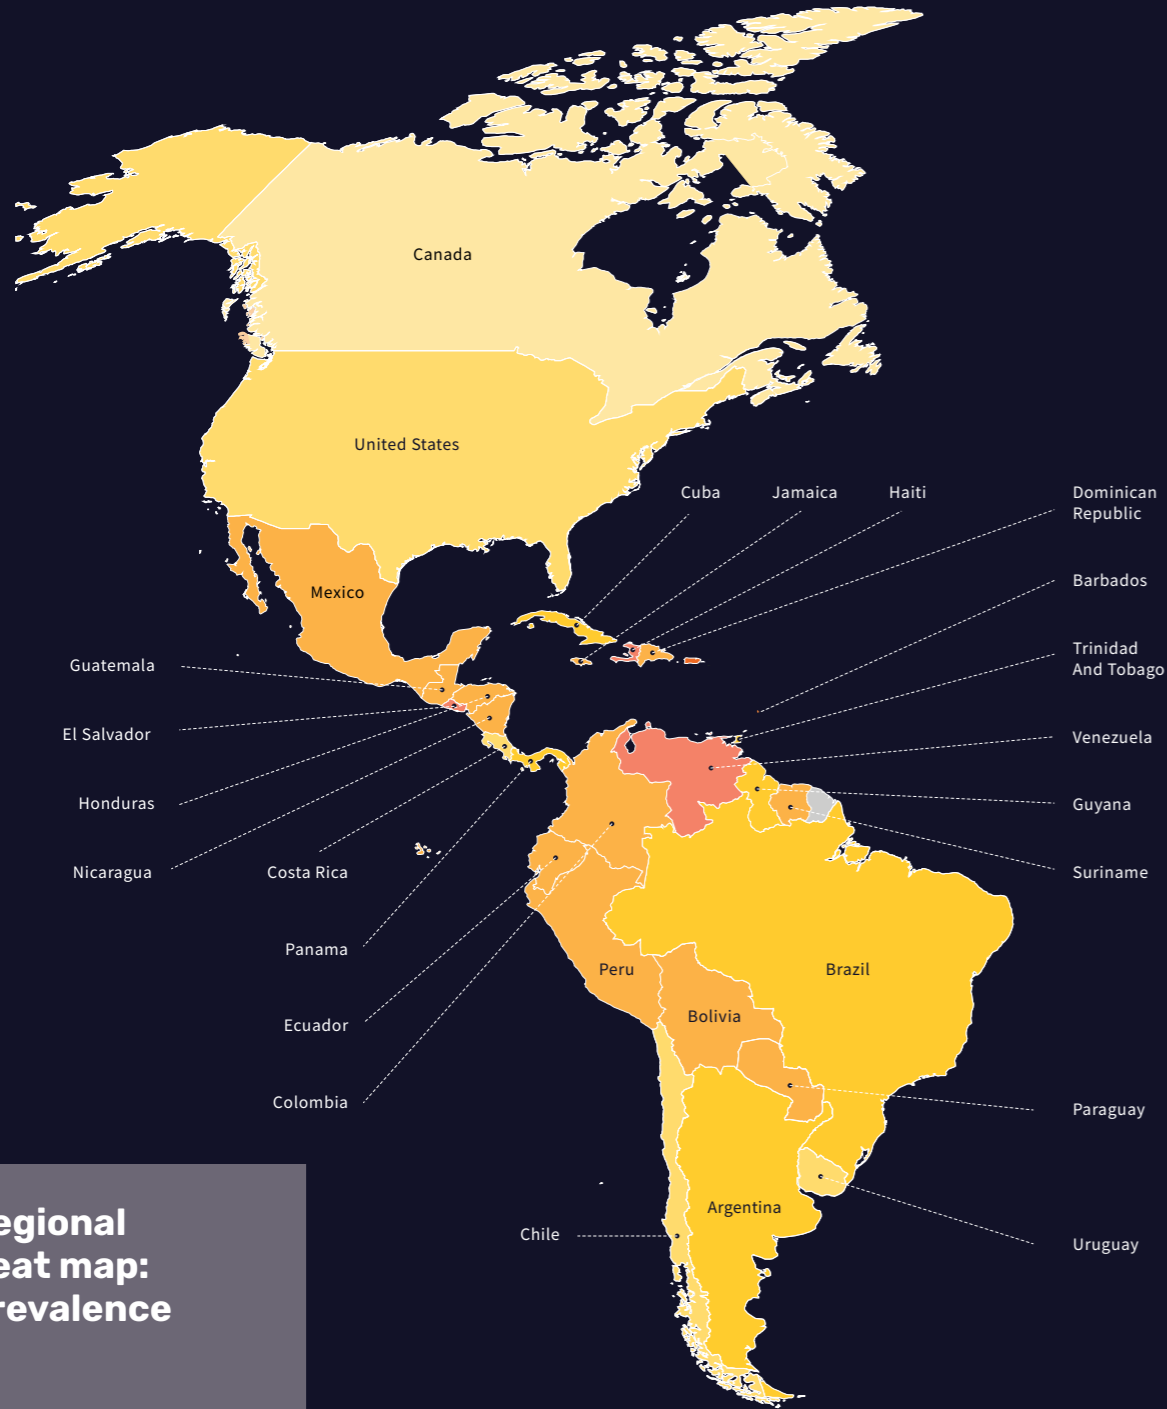 Canada
United States
Cuba
Jamaica
Haiti
Dominican
Republic
Mexico
Barbados
Guatemala
Trinidad
And Tobago
El Salvador
Venezuela
Honduras
Guyana
Nicaragua
Costa Rica
Suriname
Panama
Peru
Brazil
Bolivia
Ecuador
Colombia
Paraguay
Argentina
Chile
Uruguay
egional
eat map:
revalence